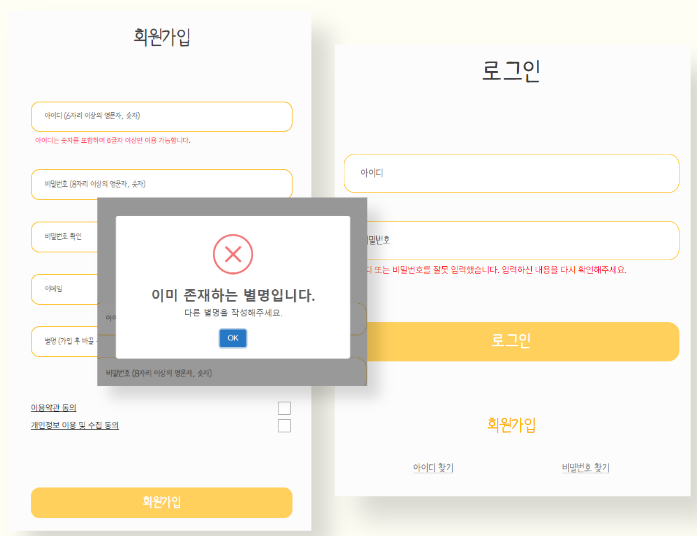 회원가입
아이디 (6자리 이상의 영문자, 숫자)
아이디는 숫자를 포함하여 6글자 이상만 이용 가능합니다.
비밀번호 (8자리 이상의 영문자, 숫자)
비밀번호 확인
이메일
별명 (가입 후 바꿀
이용약관 동의
개인정보 이용 및 수집 동의
회원가입
이미 존재하는 별명입니다.
다른 별명을 작성해주세요.
OK
비밀번호 (8자리 이상의 영문자, 숫자)
로그인
아이디
비밀번호
또는 비밀번호를 잘못 입력했습니다. 입력하신 내용을 다시 확인해주세요.
로그인
회원가입
아이디 찾기
비밀번호 찾기